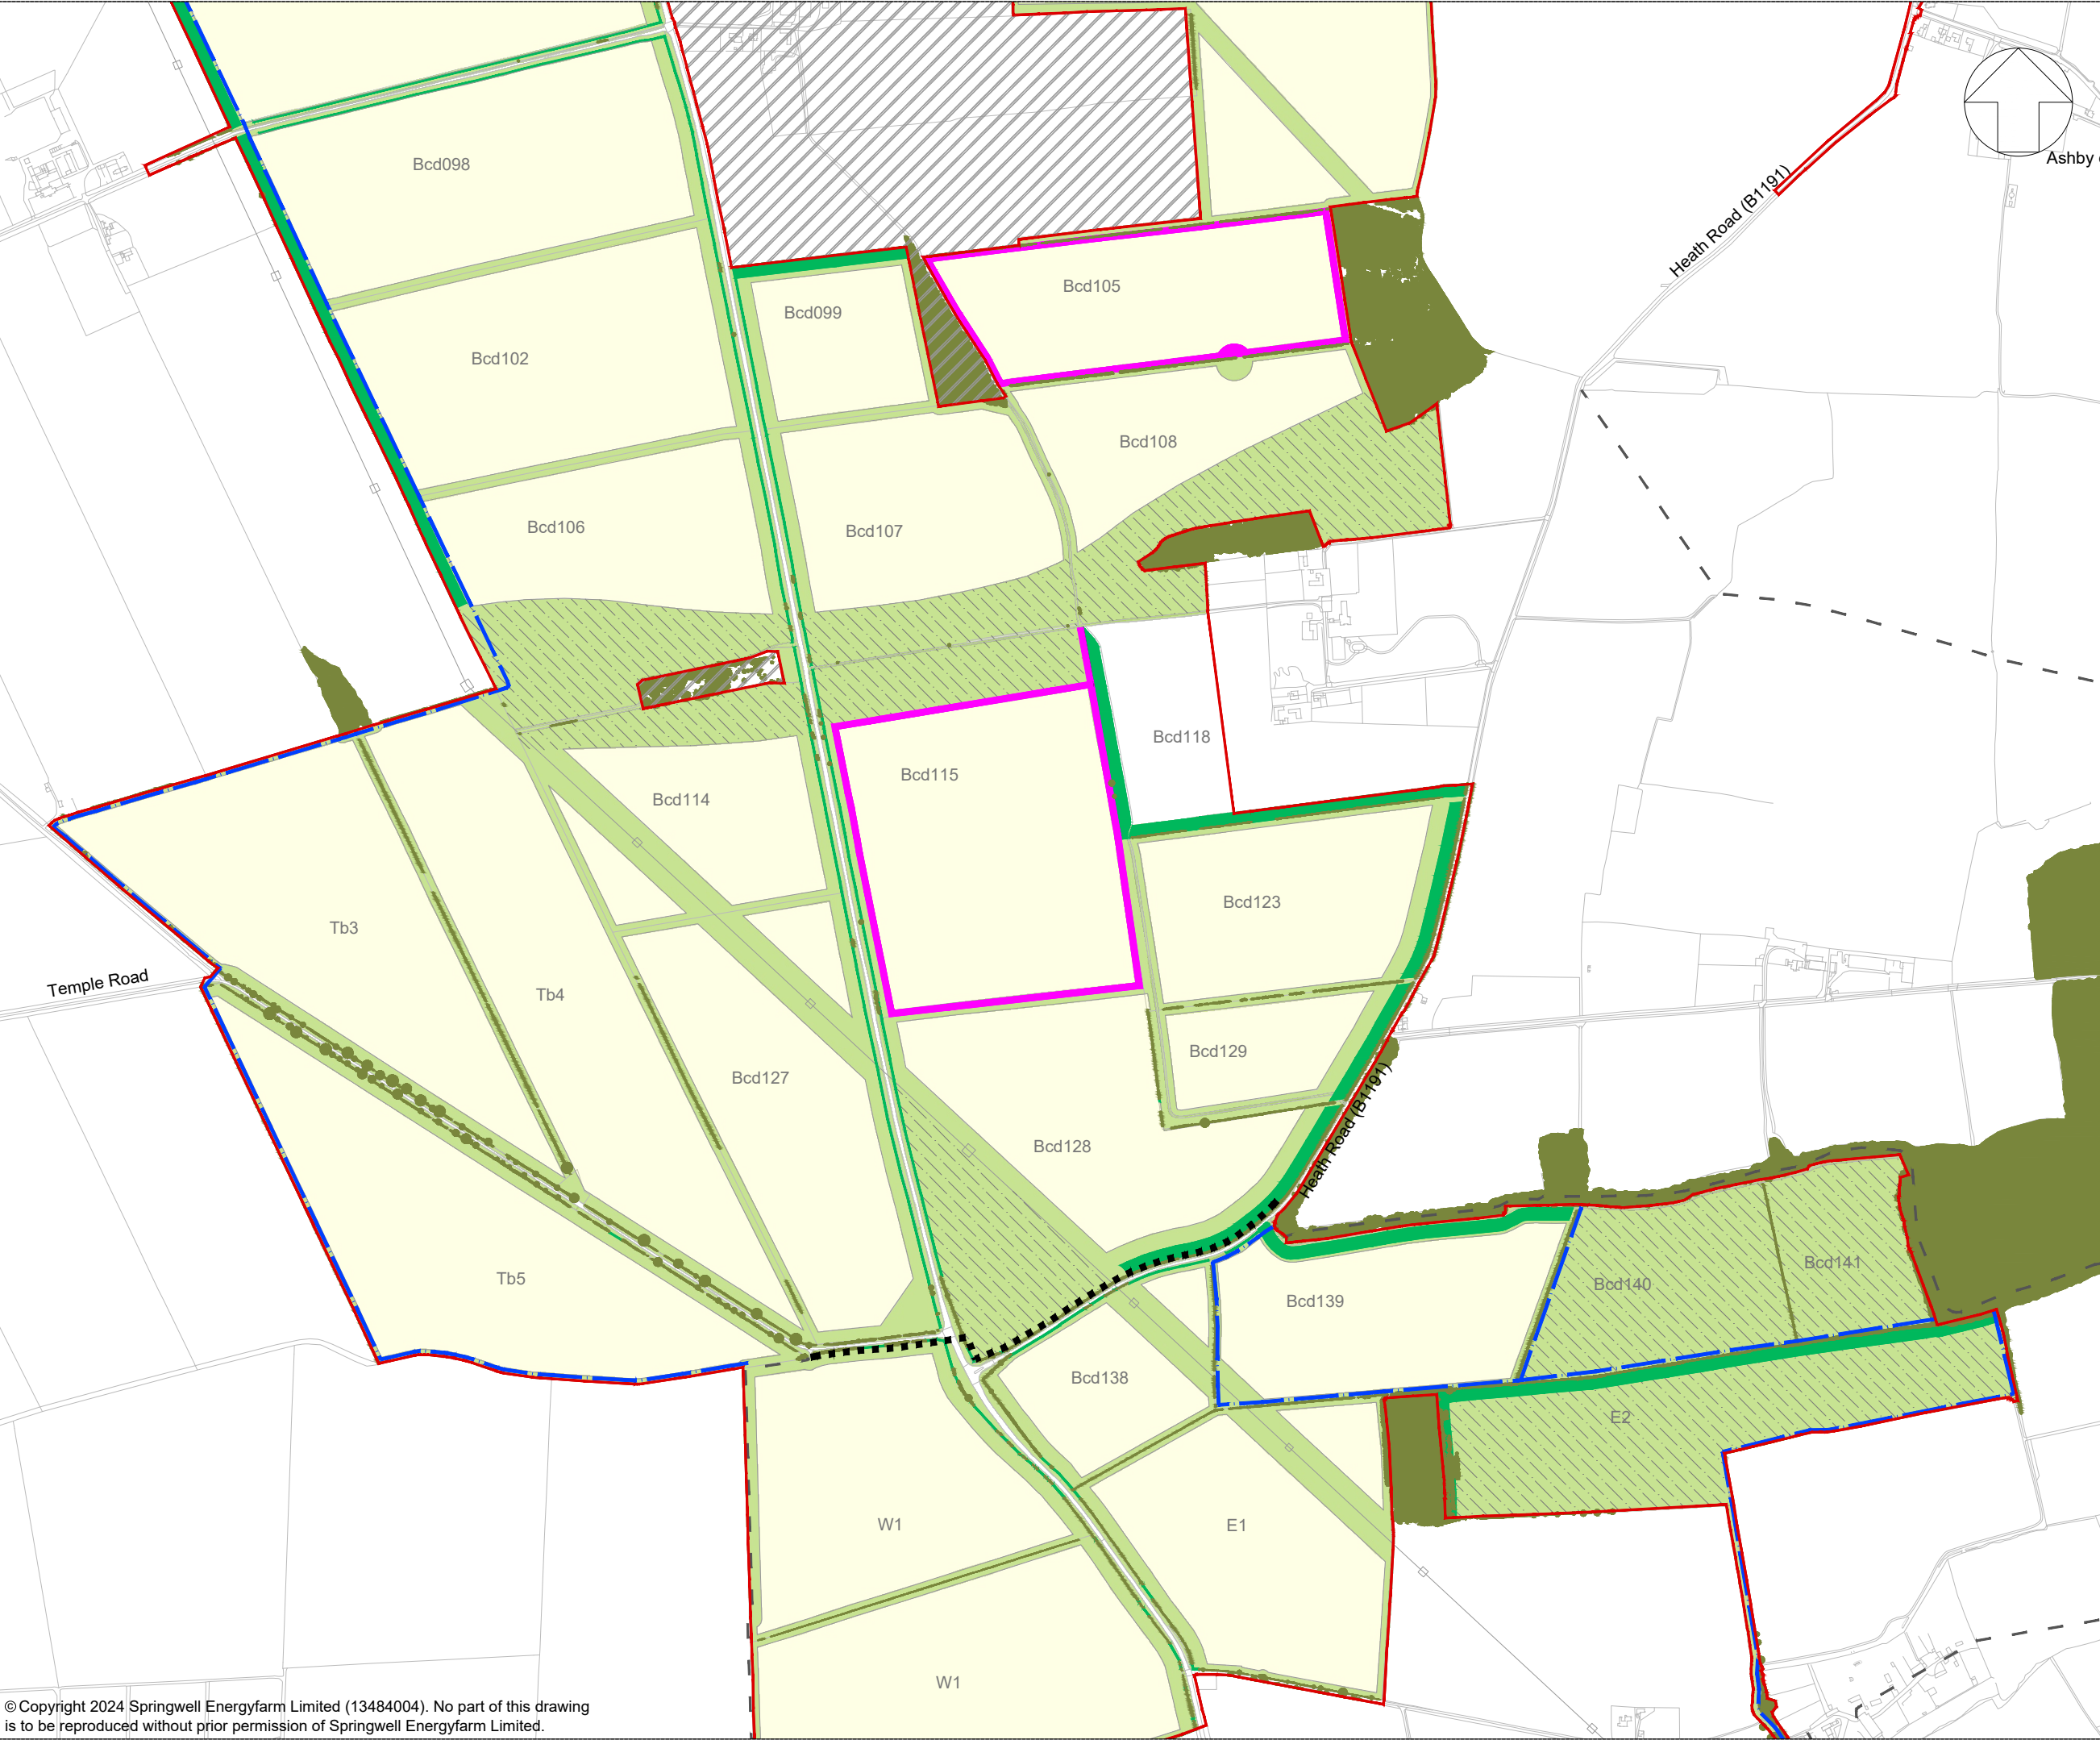 Ashby
Bcd098
Heath Road (B1191)
Bcd105
Bcd099
Bcd102
Bcd108
Bcd106
Bcd107
Bcd118
Bcd115
Bcd114
Bcd123
Tb3
Temple Road
Tb4
Bcd129
Bcd127
Heath Road (B1191)
Bcd128
Bcd141
Tb5
Bcd140
Bcd139
Bcd138
E2
W1
E1
W1
© Copyright 2024 Springwell Energyfarm Limited (13484004). No part of this drawing
is to be reproduced without prior permission of Springwell Energyfarm Limited.